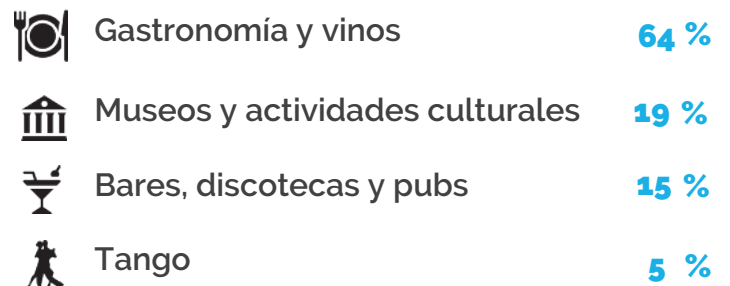 Gastronomía y vinos 64 %
Museos y actividades culturales 19 %
Bares, discotecas y pubs 15 %
Tango 5 %